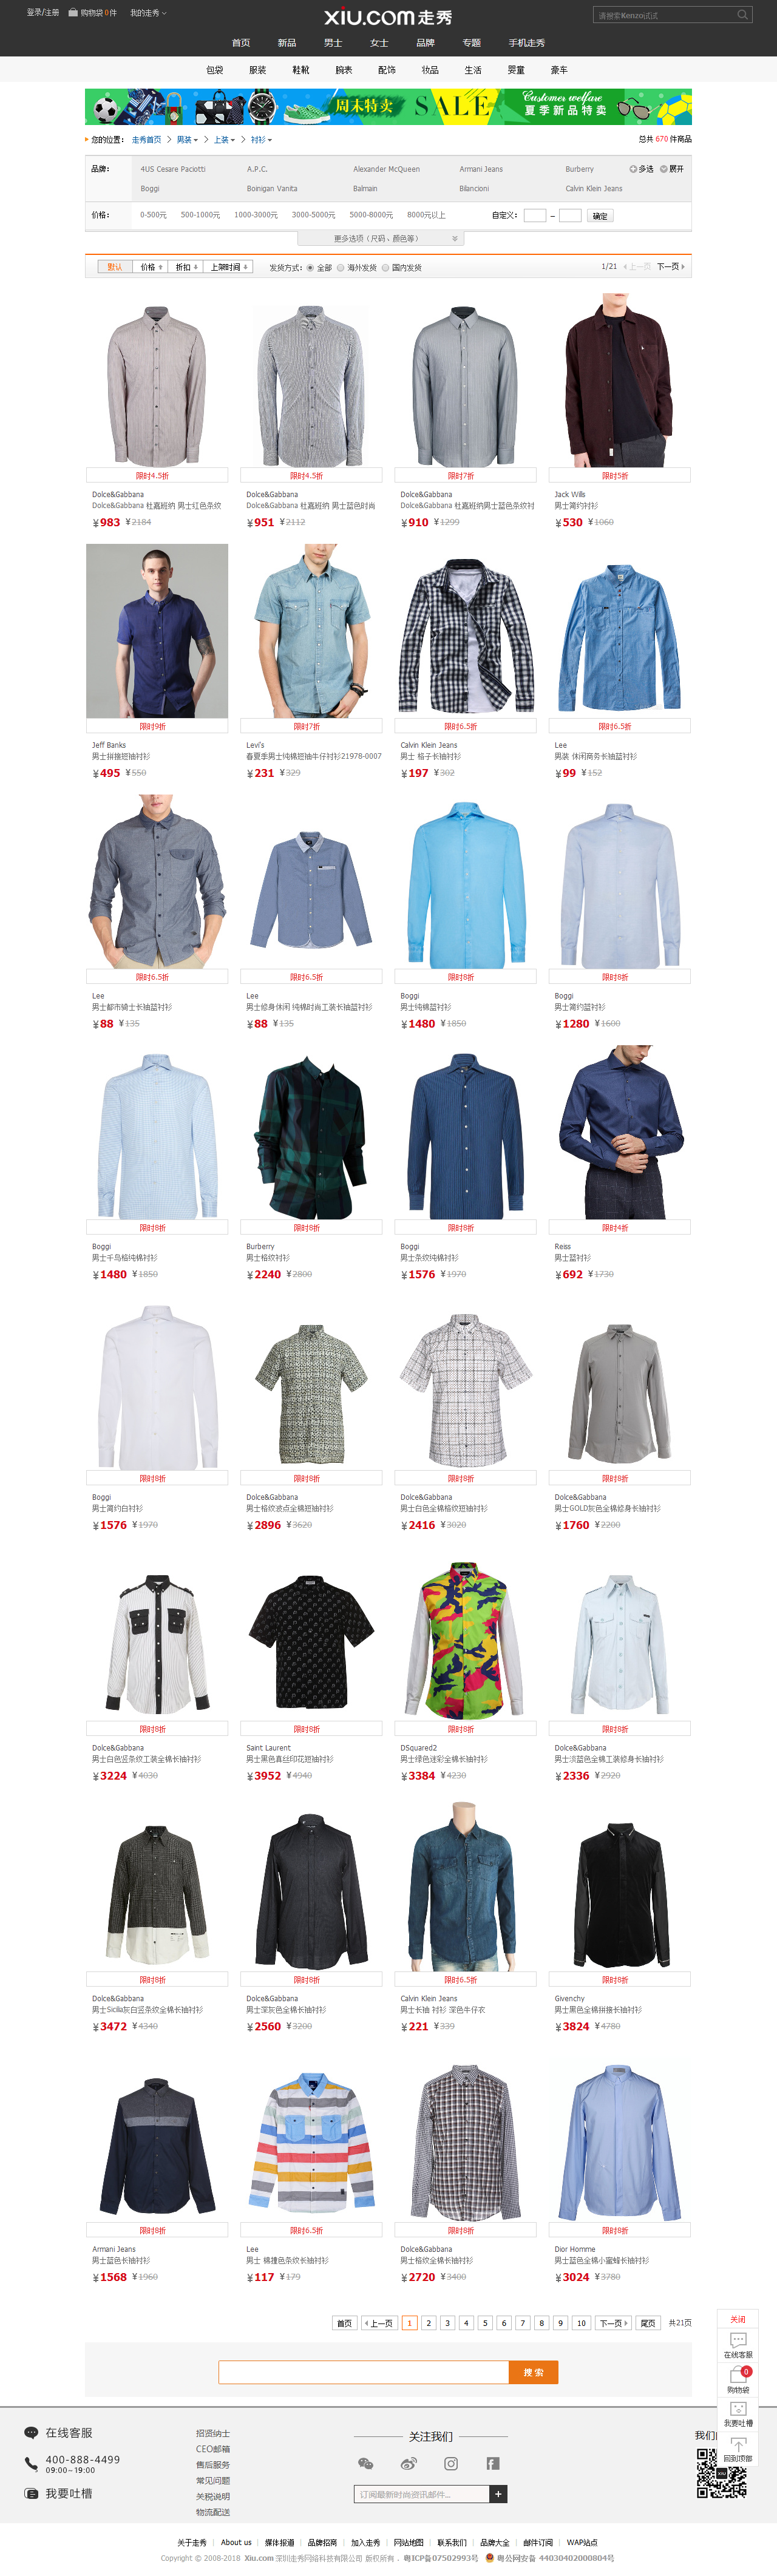 登录/注册 购物袋 0件 我的走秀
xiu.com走秀
请搜索Kenzo试试
首页 新品 男士 女士 品牌 专题 手机走秀
包袋 服装 鞋靴 腕表 配饰 妆品 生活 婴童 豪车
周末特卖 SALE Customer welfare 夏季新品特卖
您的位置: 走秀首页 > 男装 > 上装 > 衬衫 总共 670 件商品
品牌: 4US Cesare Paciotti A.P.C. Alexander McQueen Armani Jeans Burberry 多选 展开
Boggi Boinigan Vanita Balmain Bilancioni Calvin Klein Jeans
价格: 0-500元 500-1000元 1000-3000元 3000-5000元 5000-8000元 8000元以上 自定义: – 确定
更多选项(尺码、颜色等)
默认 价格 折扣 上架时间 发货方式: 全部 海外发货 国内发货 1/21 上一页 下一页
限时4.5折 限时4.5折 限时7折 限时5折
Dolce&Gabbana Dolce&Gabbana Dolce&Gabbana Jack Wills
Dolce&Gabbana 杜嘉班纳 男士红色条纹 Dolce&Gabbana 杜嘉班纳 男士蓝色时尚 Dolce&Gabbana 杜嘉班纳男士蓝色条纹衬 男士简约衬衫
¥983 ¥2184 ¥951 ¥2112 ¥910 ¥1299 ¥530 ¥1060
限时9折 限时7折 限时6.5折 限时6.5折
Jeff Banks Levi's Calvin Klein Jeans Lee
男士拼接短袖衬衫 春夏季男士纯棉短袖牛仔衬衫21978-0007 男士 格子长袖衬衫 男装 休闲商务长袖蓝衬衫
¥495 ¥550 ¥231 ¥329 ¥197 ¥302 ¥99 ¥152
限时6.5折 限时6.5折 限时8折 限时8折
Lee Lee Boggi Boggi
男士都市骑士长袖蓝衬衫 男士修身休闲 纯棉时尚工装长袖蓝衬衫 男士纯棉蓝衬衫 男士简约蓝衬衫
¥88 ¥135 ¥88 ¥135 ¥1480 ¥1850 ¥1280 ¥1600
限时8折 限时8折 限时8折 限时4折
Boggi Burberry Boggi Reiss
男士千鸟格纯棉衬衫 男士格纹衬衫 男士条纹纯棉衬衫 男士蓝衬衫
¥1480 ¥1850 ¥2240 ¥2800 ¥1576 ¥1970 ¥692 ¥1730
限时8折 限时8折 限时8折 限时8折
Boggi Dolce&Gabbana Dolce&Gabbana Dolce&Gabbana
男士简约白衬衫 男士格纹波点全棉短袖衬衫 男士白色全棉格纹短袖衬衫 男士GOLD灰色全棉修身长袖衬衫
¥1576 ¥1970 ¥2896 ¥3620 ¥2416 ¥3020 ¥1760 ¥2200
限时8折 限时8折 限时8折 限时8折
Dolce&Gabbana Saint Laurent DSquared2 Dolce&Gabbana
男士白色竖条纹工装全棉长袖衬衫 男士黑色真丝印花短袖衬衫 男士绿色迷彩全棉长袖衬衫 男士淡蓝色全棉工装修身长袖衬衫
¥3224 ¥4030 ¥3952 ¥4940 ¥3384 ¥4230 ¥2336 ¥2920
限时8折 限时8折 限时6.5折 限时8折
Dolce&Gabbana Dolce&Gabbana Calvin Klein Jeans Givenchy
男士Sicilia灰白竖条纹全棉长袖衬衫 男士深灰色全棉长袖衬衫 男士长袖 衬衫 深色牛仔衣 男士黑色全棉拼接长袖衬衫
¥3472 ¥4340 ¥2560 ¥3200 ¥221 ¥339 ¥3824 ¥4780
限时8折 限时6.5折 限时8折 限时8折
Armani Jeans Lee Dolce&Gabbana Dior Homme
男士蓝色长袖衬衫 男士 棉撞色条纹长袖衬衫 男士格纹全棉长袖衬衫 男士蓝色全棉小蜜蜂长袖衬衫
¥1568 ¥1960 ¥117 ¥179 ¥2720 ¥3400 ¥3024 ¥3780
首页 上一页 1 2 3 4 5 6 7 8 9 10 下一页 尾页 共21页
关闭
在线客服
0
购物袋
我要吐槽
回到顶部
搜 索
在线客服
400-888-4499
09:00~19:00
我要吐槽
招贤纳士
CEO邮箱
售后服务
常见问题
关税说明
物流配送
关注我们
订阅最新时尚资讯邮件... +
我们
XIU
关于走秀 | About us | 媒体报道 | 品牌招商 | 加入走秀 | 网站地图 | 联系我们 | 品牌大全 | 邮件订阅 | WAP站点
Copyright © 2008-2018 Xiu.com 深圳走秀网络科技有限公司 版权所有、粤ICP备07502993号 粤公网安备 44030402000804号